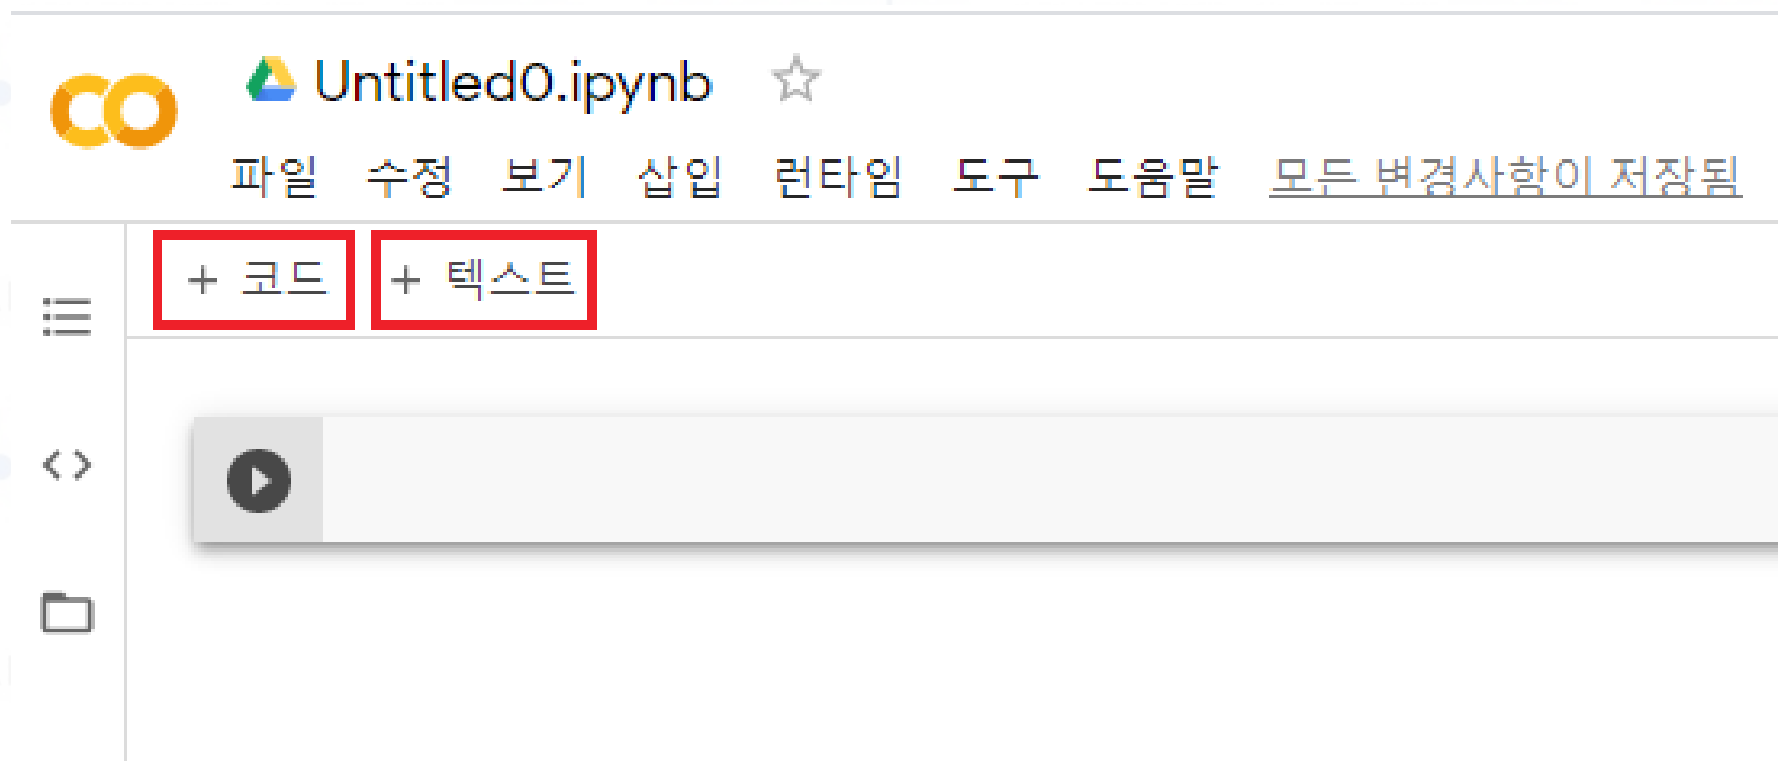 Untitled0.ipynb
파일 수정 보기 삽입 런타임 도구 도움말 모든 변경사항이 저장됨
+ 코드 + 텍스트